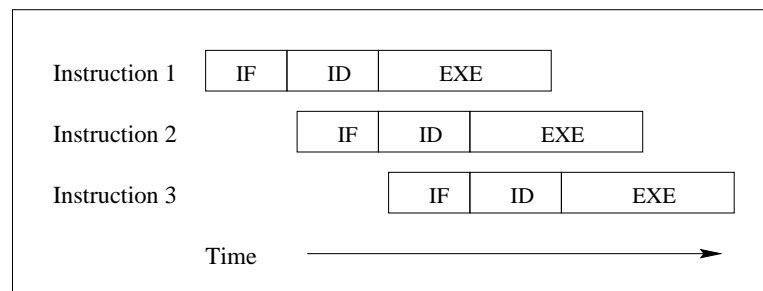 Instruction 1 IF ID EXE
Instruction 2 IF ID EXE
Instruction 3 IF ID EXE
Time